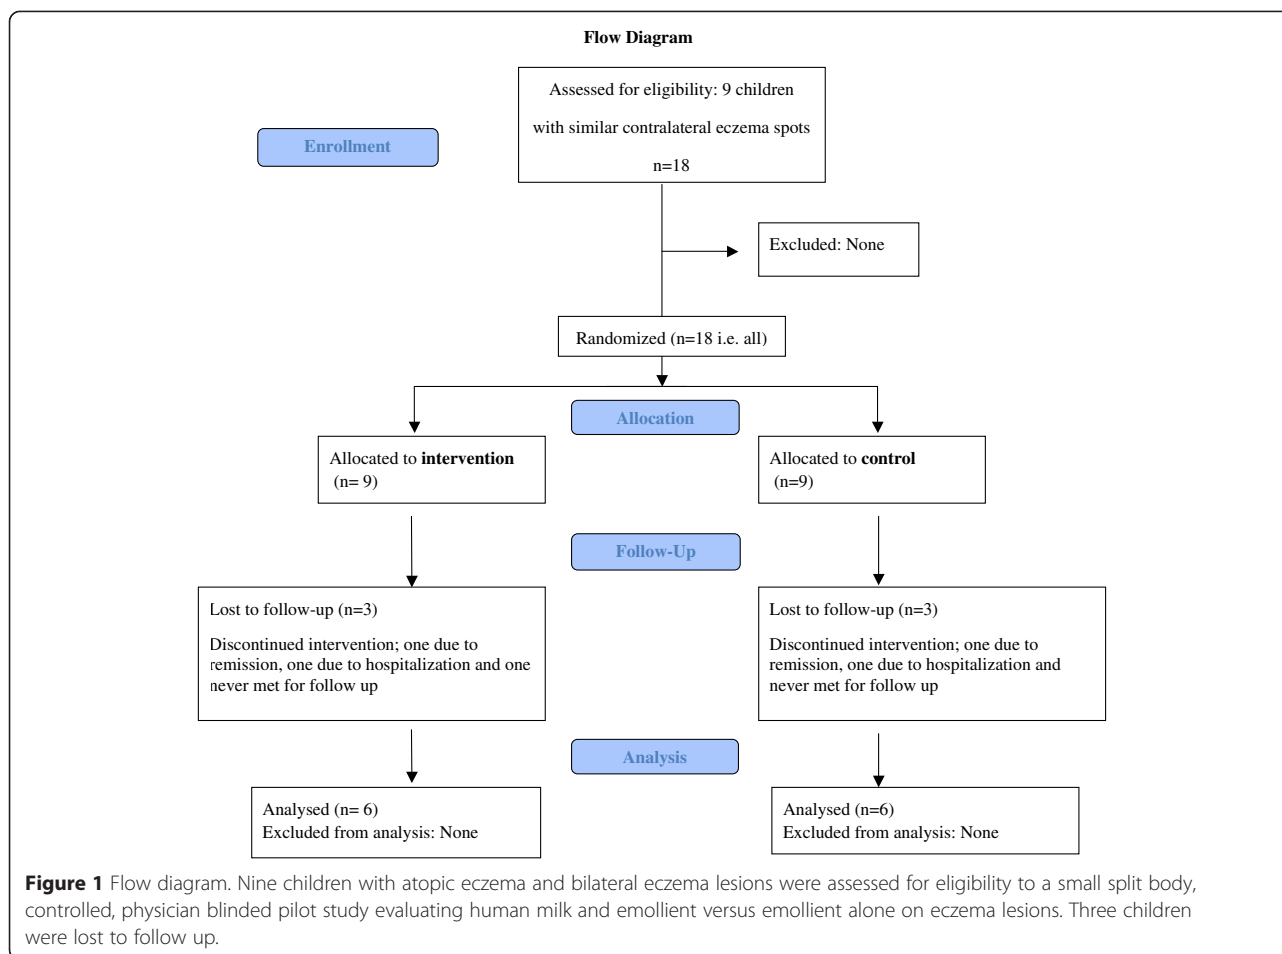 Flow Diagram
Assessed for eligibility: 9 children
with similar contralateral eczema spots
n=18
Enrollment
Excluded: None
Randomized (n=18 i.e. all)
Allocation
Allocated to intervention
(n= 9)
Allocated to control
(n=9)
Follow-Up
Lost to follow-up (n=3)
Discontinued intervention; one due to
remission, one due to hospitalization and one
never met for follow up
Lost to follow-up (n=3)
Discontinued intervention; one due to
remission, one due to hospitalization and
never met for follow up
Analysis
Analysed (n= 6)
Excluded from analysis: None
Analysed (n=6)
Excluded from analysis: None
Figure 1 Flow diagram. Nine children with atopic eczema and bilateral eczema lesions were assessed for eligibility to a small split body,
controlled, physician blinded pilot study evaluating human milk and emollient versus emollient alone on eczema lesions. Three children
were lost to follow up.